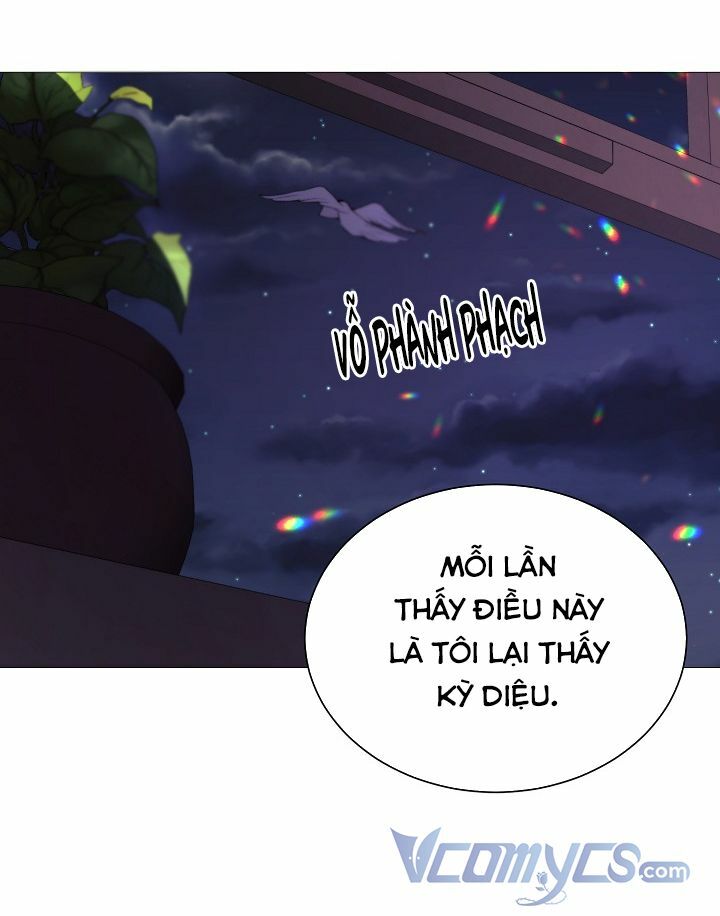 VỖ PHÀNH PHẠCH
MỖI LẦN
THẤY ĐIỀU NÀY
LÀ TÔI LẠI THẤY
KỲ DIỆU.
VCOMYCS.com